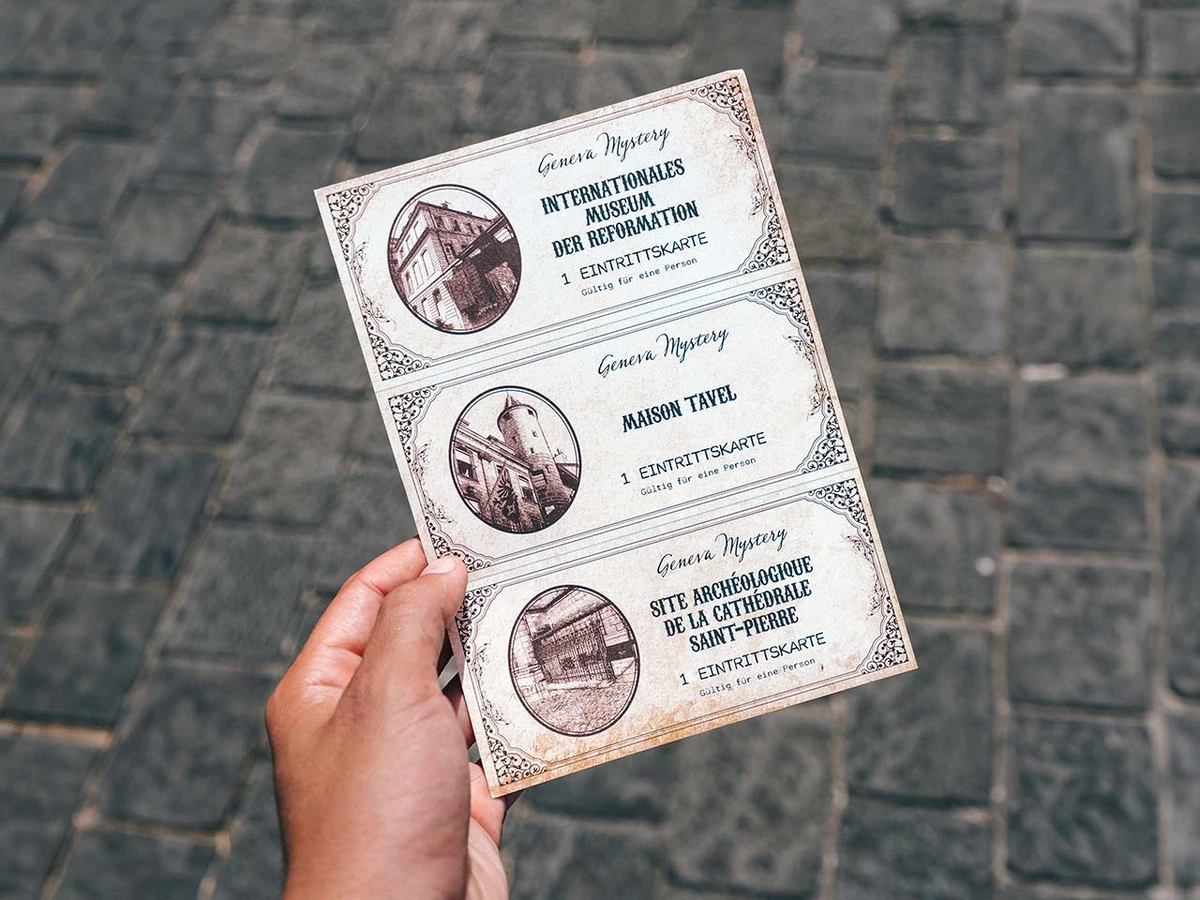 Geneva Mystery
INTERNATIONALES
MUSEUM
DER REFORMATION
1 EINTRITTSKARTE
Gültig für eine Person
Geneva Mystery
MAISON TAVEL
1 EINTRITTSKARTE
Gültig für eine Person
Geneva Mystery
SITE ARCHÉOLOGIQUE
DE LA CATHÉDRALE
SAINT-PIERRE
1 EINTRITTSKARTE
Gültig für eine Person